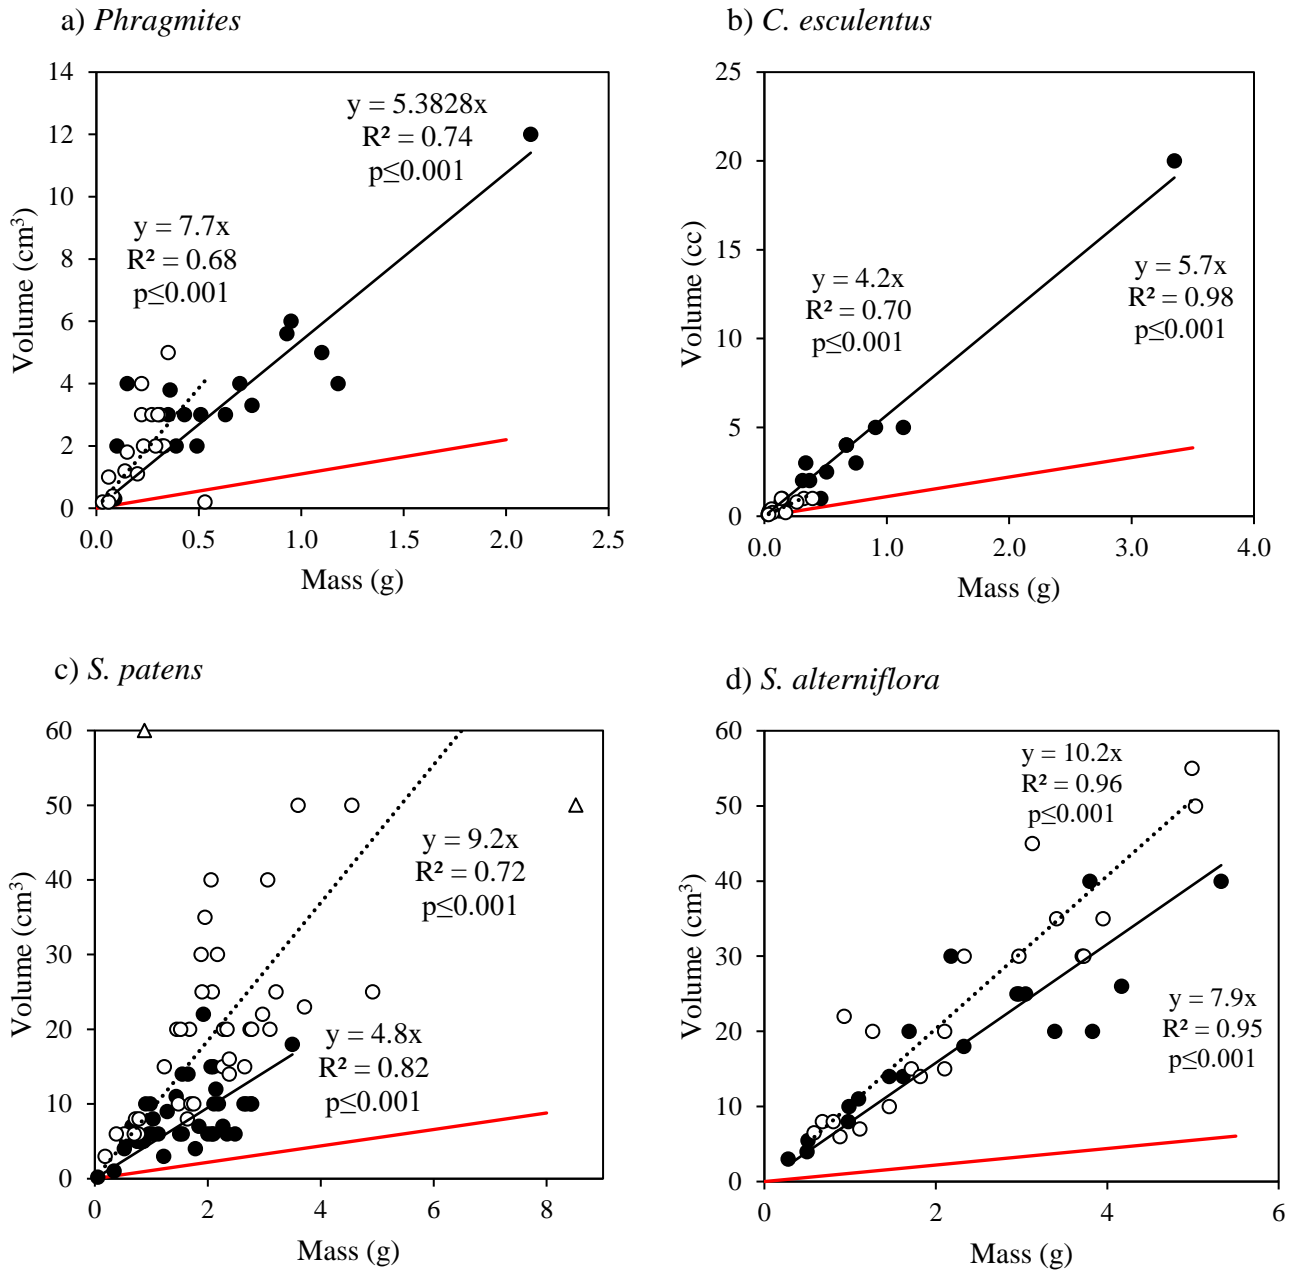 a) Phragmites
14
12
10
8
6
4
2
0
Volume (cm³)
y = 5.3828x
R² = 0.74
p≤0.001
y = 7.7x
R² = 0.68
p≤0.001
0.0 0.5 1.0 1.5 2.0 2.5
Mass (g)
b) C. esculentus
25
20
15
10
5
0
Volume (cc)
y = 4.2x
R² = 0.70
p≤0.001
y = 5.7x
R² = 0.98
p≤0.001
0.0 1.0 2.0 3.0 4.0
Mass (g)
c) S. patens
60
50
40
30
20
10
0
Volume (cm³)
y = 9.2x
R² = 0.72
p≤0.001
y = 4.8x
R² = 0.82
p≤0.001
0 2 4 6 8
Mass (g)
d) S. alterniflora
60
50
40
30
20
10
0
Volume (cm³)
y = 10.2x
R² = 0.96
p≤0.001
y = 7.9x
R² = 0.95
p≤0.001
0 2 4 6
Mass (g)